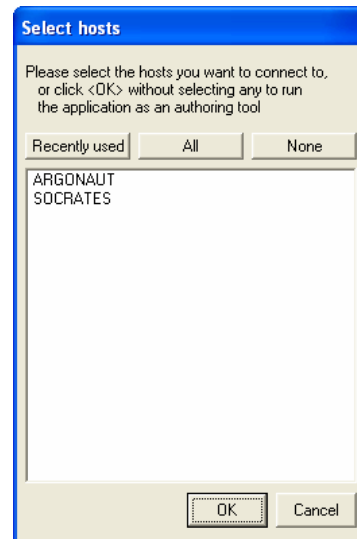 Select hosts
Please select the hosts you want to connect to,
or click <OK> without selecting any to run
the application as an authoring tool
Recently used All None
ARGONAUT
SOCRATES
OK Cancel